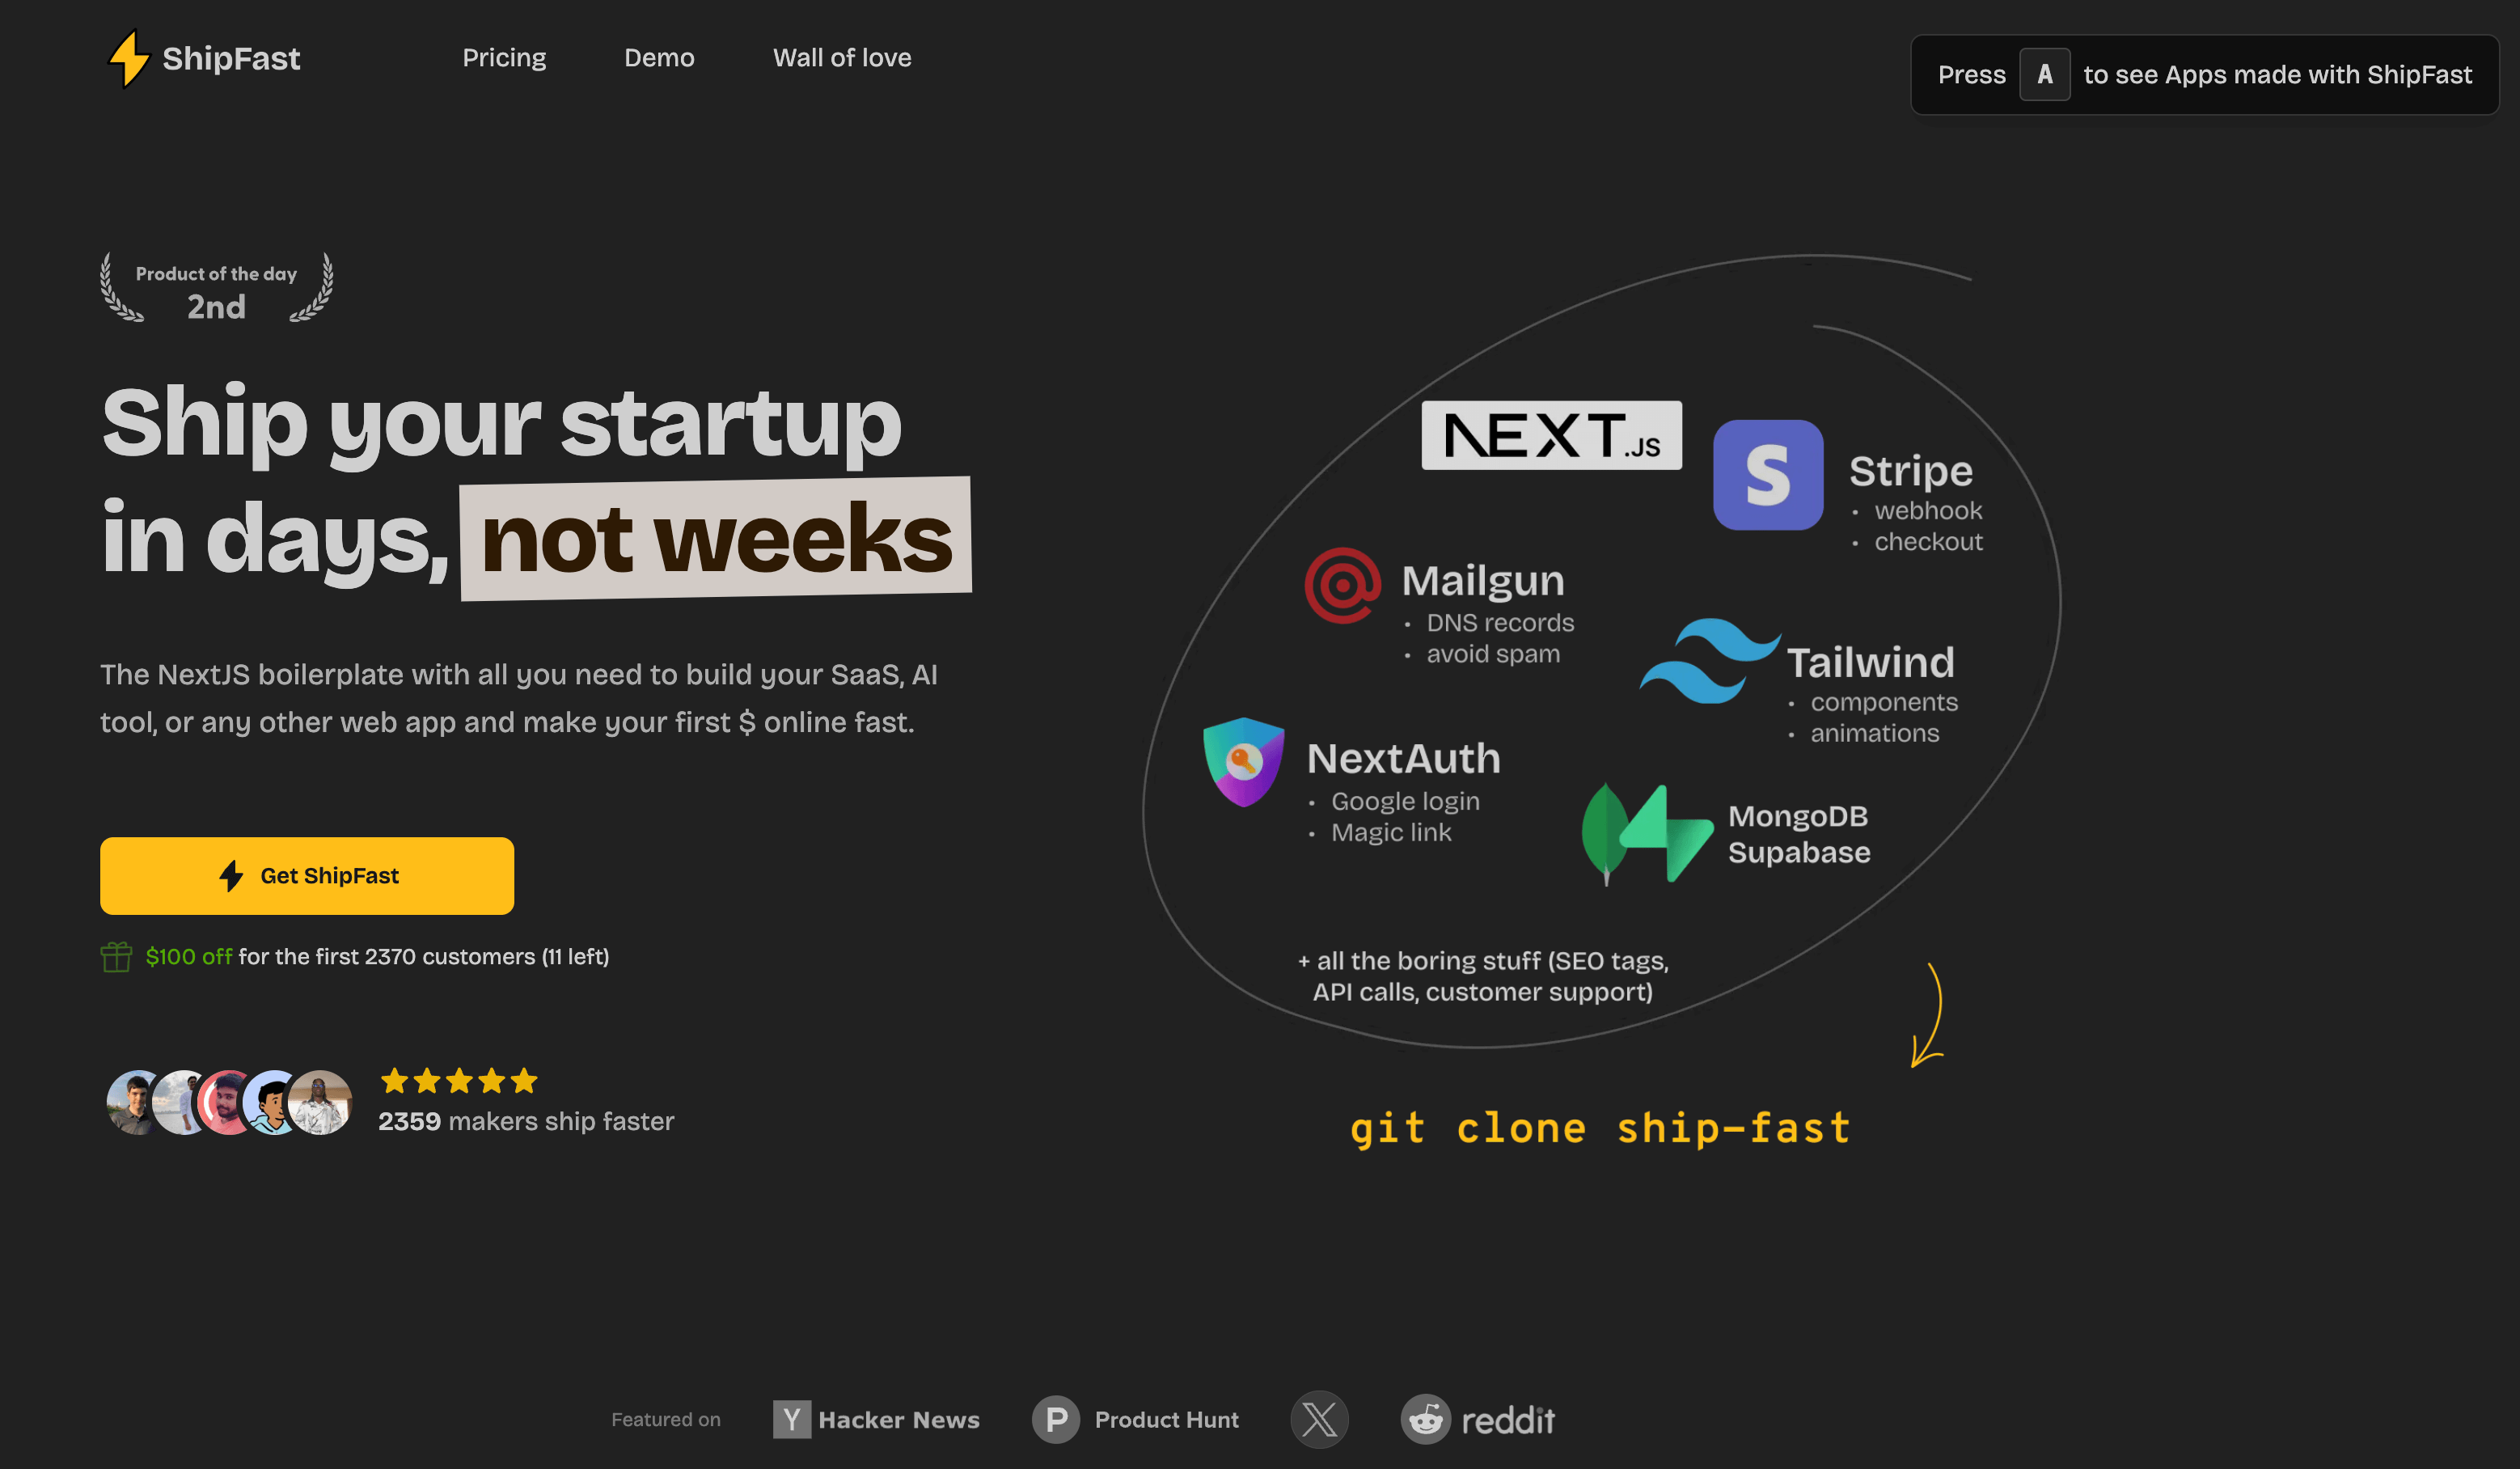 ShipFast
Pricing
Demo
Wall of love
Press A to see Apps made with ShipFast
Product of the day
2nd
Ship your startup
in days, not weeks
The NextJS boilerplate with all you need to build your SaaS, AI
tool, or any other web app and make your first $ online fast.
Get ShipFast
$100 off for the first 2370 customers (11 left)
2359 makers ship faster
NEXT.JS
S
Stripe
• webhook
• checkout
Mailgun
• DNS records
• avoid spam
Tailwind
• components
• animations
NextAuth
• Google login
• Magic link
MongoDB
Supabase
+ all the boring stuff (SEO tags,
API calls, customer support)
git clone ship-fast
Featured on
Y Hacker News
P Product Hunt
X
reddit